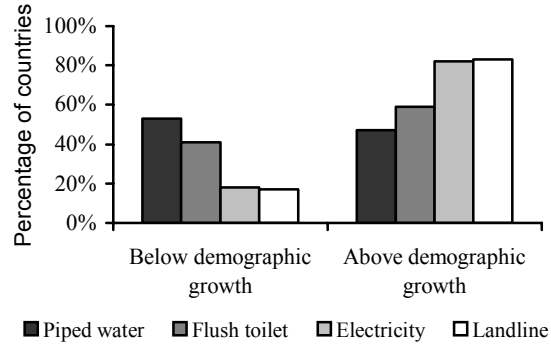 Percentage of countries
100%
80%
60%
40%
20%
0%
Below demographic growth
Above demographic growth
Piped water
Flush toilet
Electricity
Landline